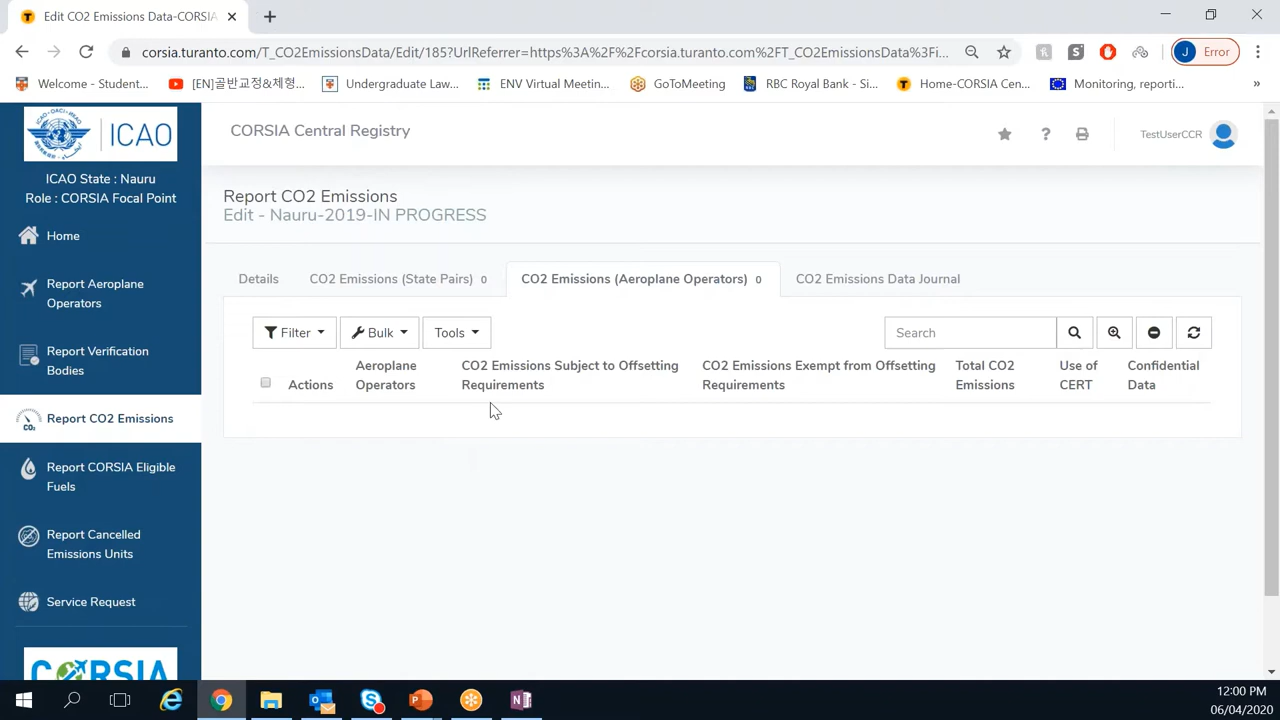 Edit CO2 Emissions Data-CORSIA
corsia.turanto.com/T_CO2EmissionsData/Edit/185?UrlReferrer=https%3A%2F%2Fcorsia.turanto.com%2FT_CO2EmissionsData%3Fi...
J Error
Welcome - Student...
[EN]골반교정&체형...
Undergraduate Law...
ENV Virtual Meetin...
GoToMeeting
RBC Royal Bank - Si...
Home-CORSIA Cen...
Monitoring, reporti...
»
ICAO
OACI
ICAO State : Nauru
Role : CORSIA Focal Point
Home
Report Aeroplane
Operators
Report Verification
Bodies
Report CO2 Emissions
Report CORSIA Eligible
Fuels
Report Cancelled
Emissions Units
Service Request
CORSIA
CORSIA Central Registry
TestUserCCR
Report CO2 Emissions
Edit - Nauru-2019-IN PROGRESS
Details
CO2 Emissions (State Pairs) 0
CO2 Emissions (Aeroplane Operators) 0
CO2 Emissions Data Journal
Filter
Bulk
Tools
Search
Actions
Aeroplane
Operators
CO2 Emissions Subject to Offsetting
Requirements
CO2 Emissions Exempt from Offsetting
Requirements
Total CO2
Emissions
Use of
CERT
Confidential
Data
12:00 PM
06/04/2020